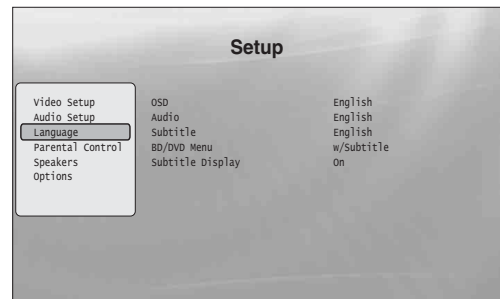 Setup
Video Setup
Audio Setup
Language
Parental Control
Speakers
Options
OSD English
Audio English
Subtitle English
BD/DVD Menu w/Subtitle
Subtitle Display On